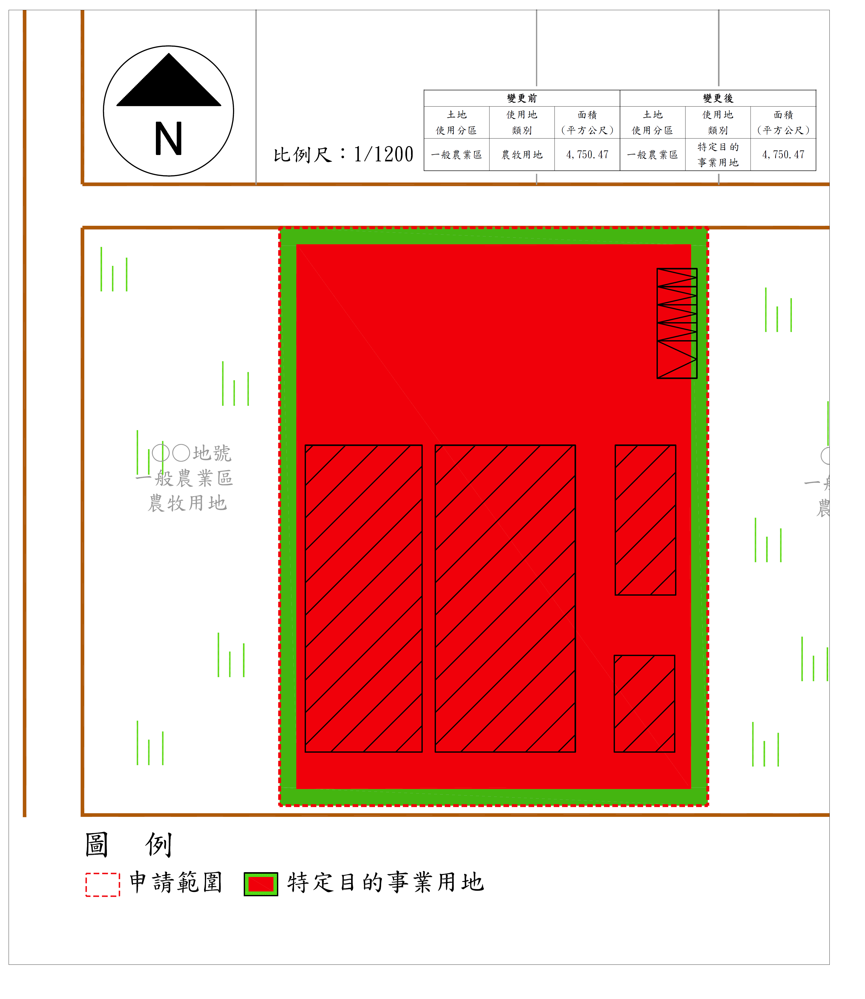 N
比例尺：1/1200
變更前 變更後
土地使用分區 使用地類別 面積(平方公尺) 土地使用分區 使用地類別 面積(平方公尺)
一般農業區 農牧用地 4,750.47 一般農業區 特定目的事業用地 4,750.47
○○地號
一般農業區
農牧用地
圖 例
申請範圍 特定目的事業用地